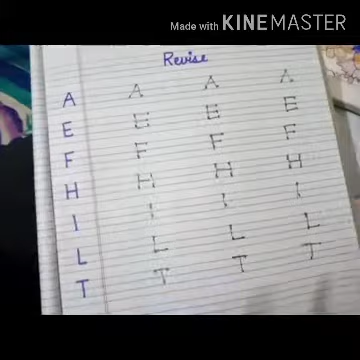 Made with KINEMASTER
Revise
A A A A
E E E E
F F F F
H H H H
I I I I
L L L L
T T T T